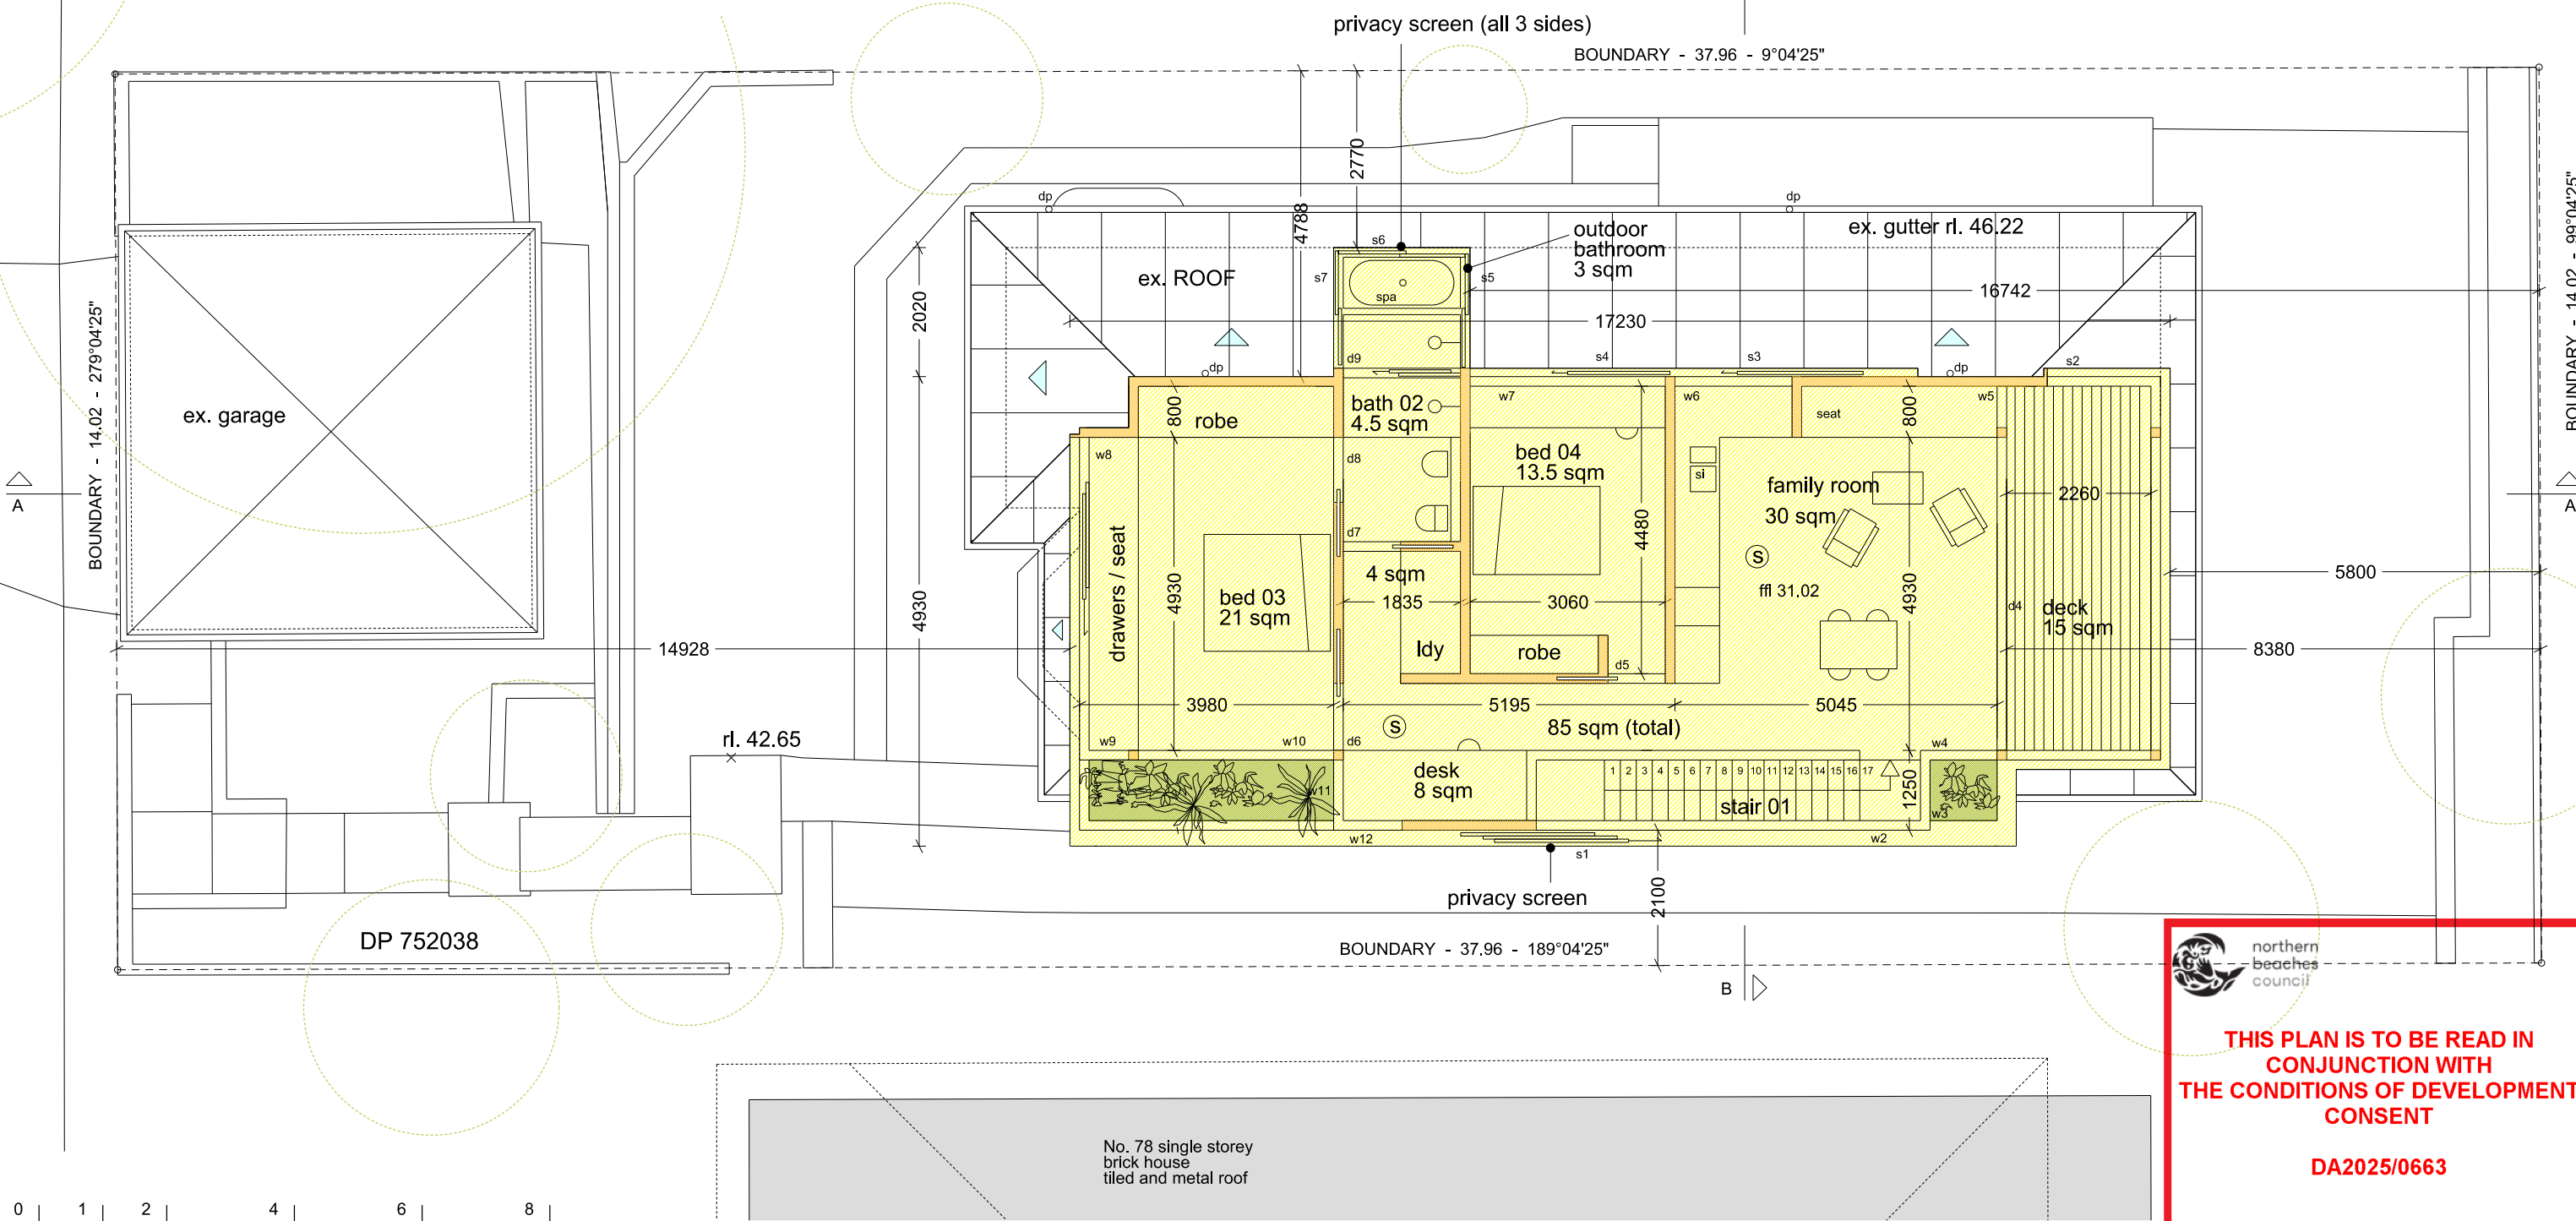 privacy screen (all 3 sides)
BOUNDARY - 37.96 - 9°04'25"
BOUNDARY - 14.02 - 279°04'25"
BOUNDARY - 14.02 - 99°04'25"
2770
4788
dp
dp
s6
outdoor
bathroom
3 sqm
ex. gutter rl. 46.22
ex. ROOF
s7
s5
spa
16742
2020
17230
d9
s4
s3
dp
dp
s2
ex. garage
800
robe
bath 02
4.5 sqm
w7
w6
seat
w5
800
w8
d8
bed 04
13.5 sqm
si
family room
30 sqm
2260
A
A
d7
4480
S
drawers / seat
4930
4930
bed 03
21 sqm
4 sqm
1835
3060
ffl 31.02
4930
d4
deck
15 sqm
5800
14928
ldy
robe
d5
8380
3980
5195
5045
S
85 sqm (total)
rl. 42.65
w9
w10
d6
w4
desk
8 sqm
1 2 3 4 5 6 7 8 9 10 11 12 13 14 15 16 17
w11
stair 01
1250
w3
w12
s1
w2
privacy screen
2100
DP 752038
BOUNDARY - 37.96 - 189°04'25"
B
northern
beaches
council
THIS PLAN IS TO BE READ IN
CONJUNCTION WITH
THE CONDITIONS OF DEVELOPMENT
CONSENT
DA2025/0663
No. 78 single storey
brick house
tiled and metal roof
0 1 2 4 6 8